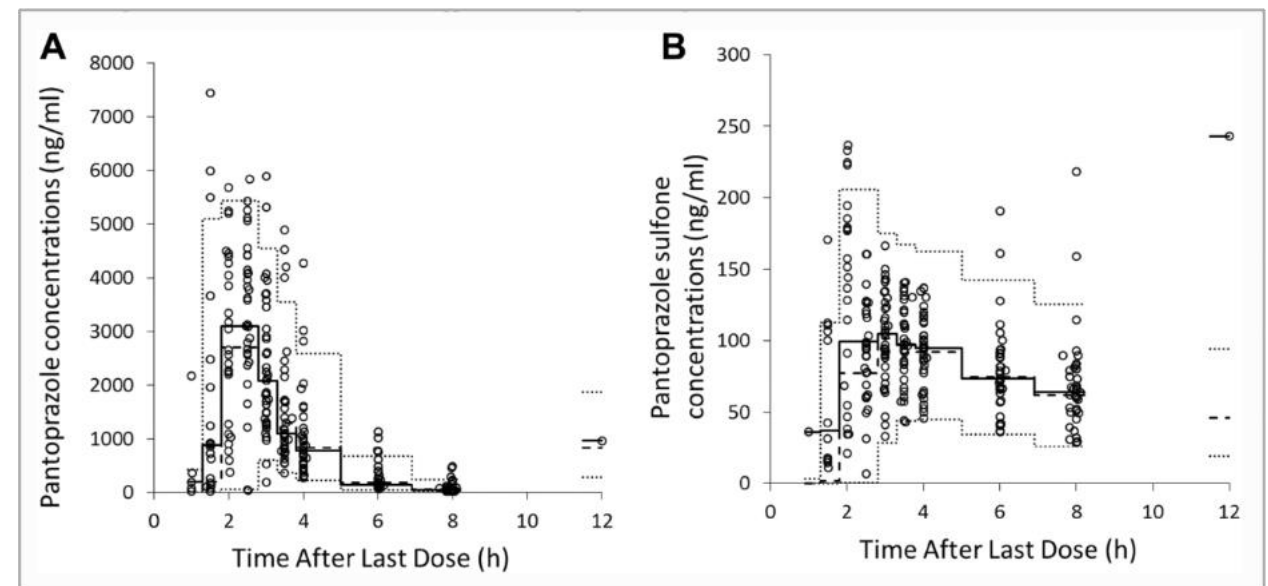 A
Pantoprazole concentrations (ng/ml)
8000
7000
6000
5000
4000
3000
2000
1000
0
0 2 4 6 8 10 12
Time After Last Dose (h)
B
Pantoprazole sulfone
concentrations (ng/ml)
300
250
200
150
100
50
0
0 2 4 6 8 10 12
Time After Last Dose (h)